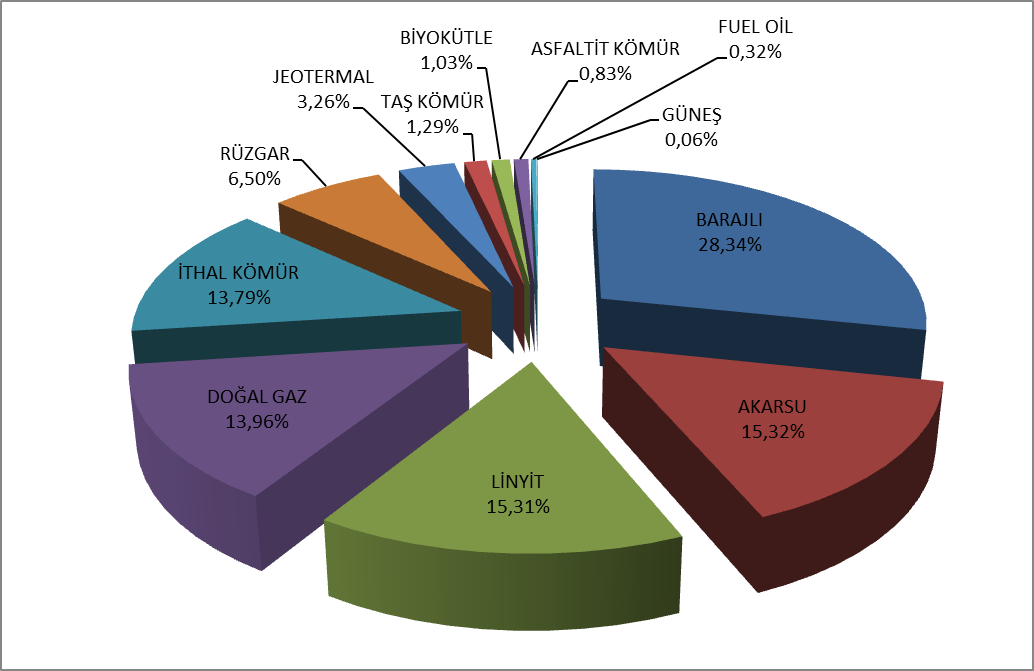 FUEL OİL
0,32%
BİYOKÜTLE
1,03%
ASFALTİT KÖMÜR
0,83%
JEOTERMAL
3,26%
TAŞ KÖMÜR
1,29%
GÜNEŞ
0,06%
RÜZGAR
6,50%
BARAJLI
28,34%
İTHAL KÖMÜR
13,79%
DOĞAL GAZ
13,96%
AKARSU
15,32%
LİNYİT
15,31%